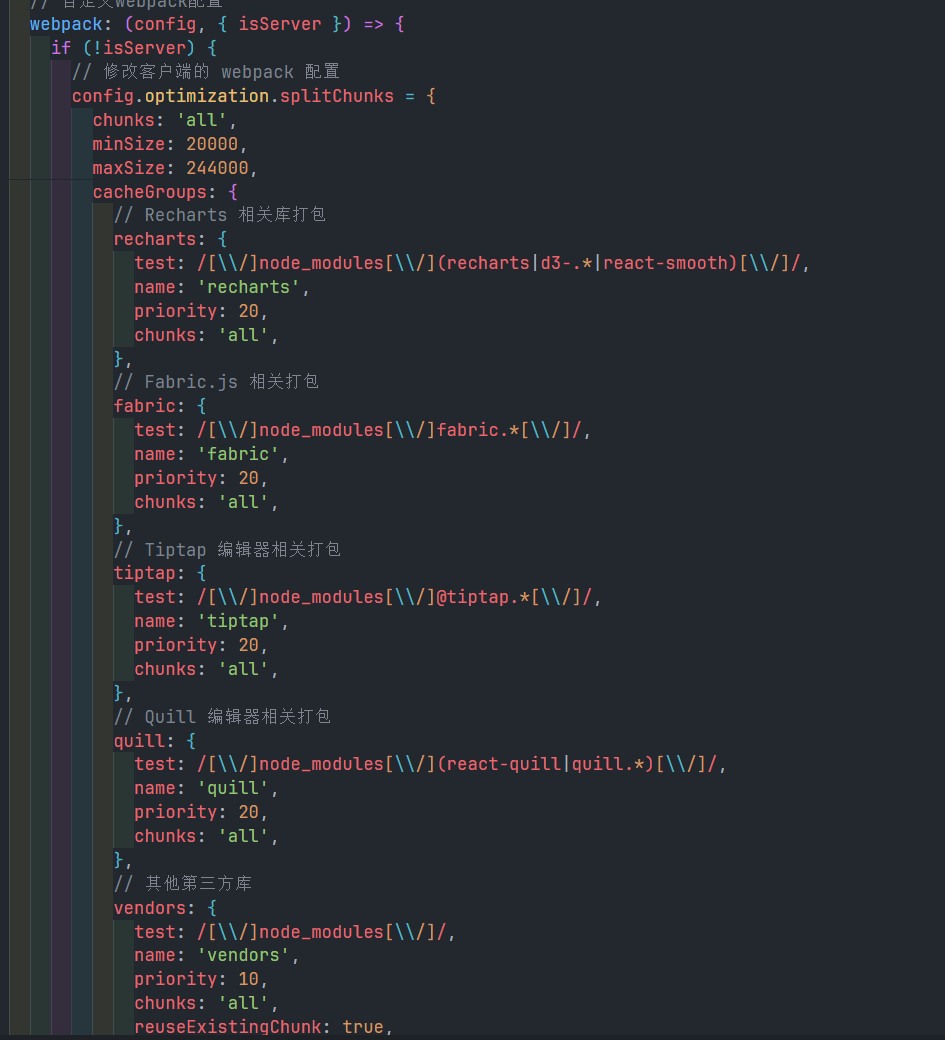 // 自定义webpack配置
webpack: (config, { isServer }) => {
if (!isServer) {
// 修改客户端的 webpack 配置
config.optimization.splitChunks = {
chunks: 'all',
minSize: 20000,
maxSize: 244000,
cacheGroups: {
// Recharts 相关库打包
recharts: {
test: /[\\/]node_modules[\\/](recharts|d3-.*|react-smooth)[\\/]/,
name: 'recharts',
priority: 20,
chunks: 'all',
},
// Fabric.js 相关打包
fabric: {
test: /[\\/]node_modules[\\/]fabric.*[\\/]/,
name: 'fabric',
priority: 20,
chunks: 'all',
},
// Tiptap 编辑器相关打包
tiptap: {
test: /[\\/]node_modules[\\/]@tiptap.*[\\/]/,
name: 'tiptap',
priority: 20,
chunks: 'all',
},
// Quill 编辑器相关打包
quill: {
test: /[\\/]node_modules[\\/](react-quill|quill.*)[\\/]/,
name: 'quill',
priority: 20,
chunks: 'all',
},
// 其他第三方库
vendors: {
test: /[\\/]node_modules[\\/]/,
name: 'vendors',
priority: 10,
chunks: 'all',
reuseExistingChunk: true,